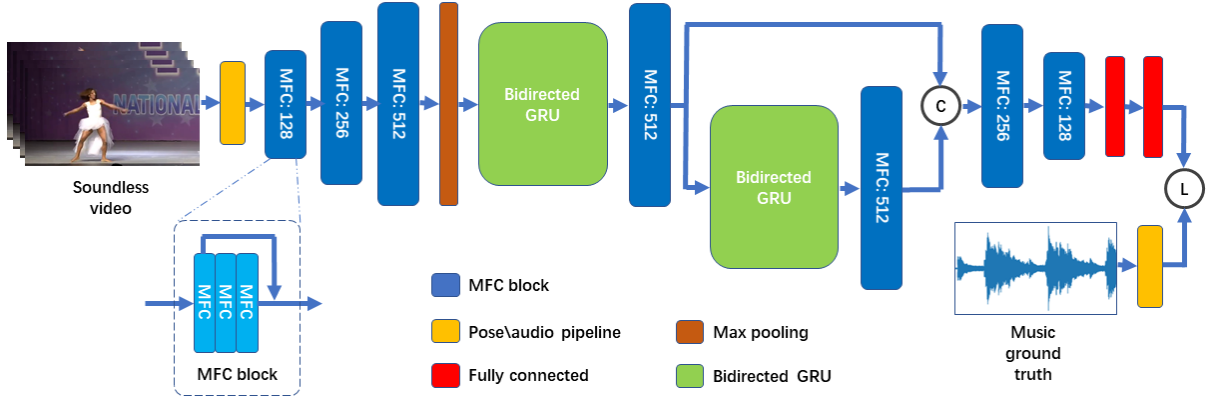 NATIONAL
Soundless
video
MFC: 128
MFC: 256
MFC: 512
Bidirected
GRU
MFC: 512
Bidirected
GRU
MFC: 512
C
MFC: 256
MFC: 128
L
MFC
MFC
MFC
MFC block
MFC block
Pose\audio pipeline
Fully connected
Max pooling
Bidirected GRU
Music
ground
truth